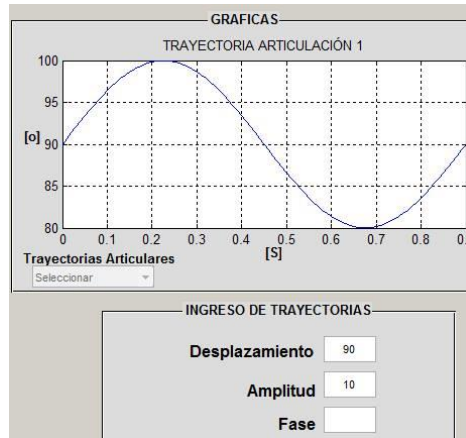 GRAFICAS
TRAYECTORIA ARTICULACIÓN 1
100
95
[o] 90
85
80
0 0.1 0.2 0.3 0.4 0.5 0.6 0.7 0.8
[S]
Trayectorias Articulares
Seleccionar
INGRESO DE TRAYECTORIAS
Desplazamiento 90
Amplitud 10
Fase